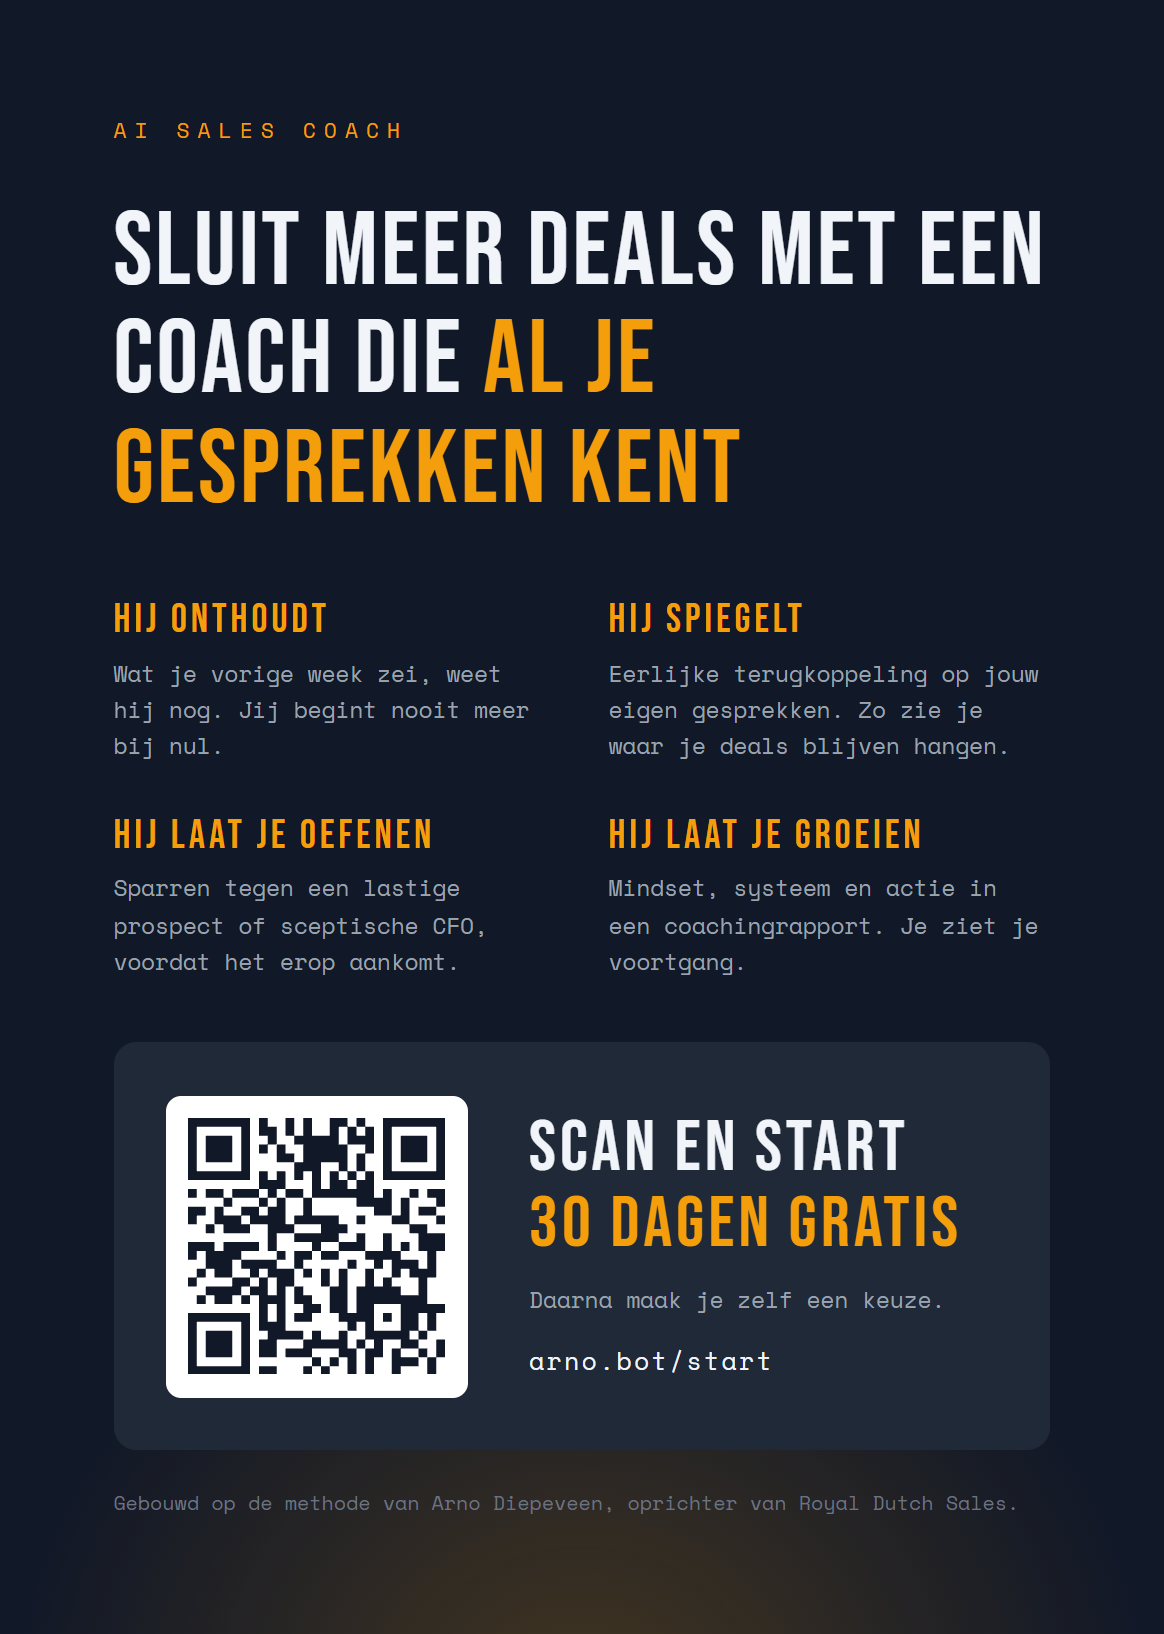 AI SALES COACH
SLUIT MEER DEALS MET EEN
COACH DIE AL JE
GESPREKKEN KENT
HIJ ONTHOUDT
Wat je vorige week zei, weet
hij nog. Jij begint nooit meer
bij nul.
HIJ SPIEGELT
Eerlijke terugkoppeling op jouw
eigen gesprekken. Zo zie je
waar je deals blijven hangen.
HIJ LAAT JE OEFENEN
Sparren tegen een lastige
prospect of sceptische CFO,
voordat het erop aankomt.
HIJ LAAT JE GROEIEN
Mindset, systeem en actie in
een coachingrapport. Je ziet je
voortgang.
SCAN EN START
30 DAGEN GRATIS
Daarna maak je zelf een keuze.
arno.bot/start
Gebouwd op de methode van Arno Diepeveen, oprichter van Royal Dutch Sales.